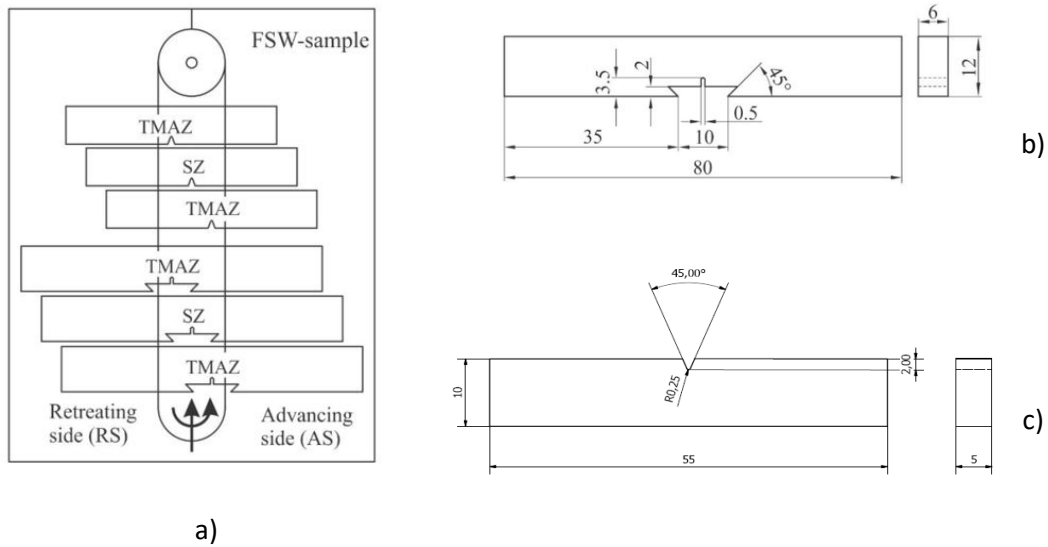 FSW-sample
TMAZ
SZ
TMAZ
TMAZ
SZ
TMAZ
Retreating
side (RS)
Advancing
side (AS)
a)
6
12
3.5
2
45°
0.5
35
10
80
b)
45,00°
2,00
10
R0,25
55
5
c)